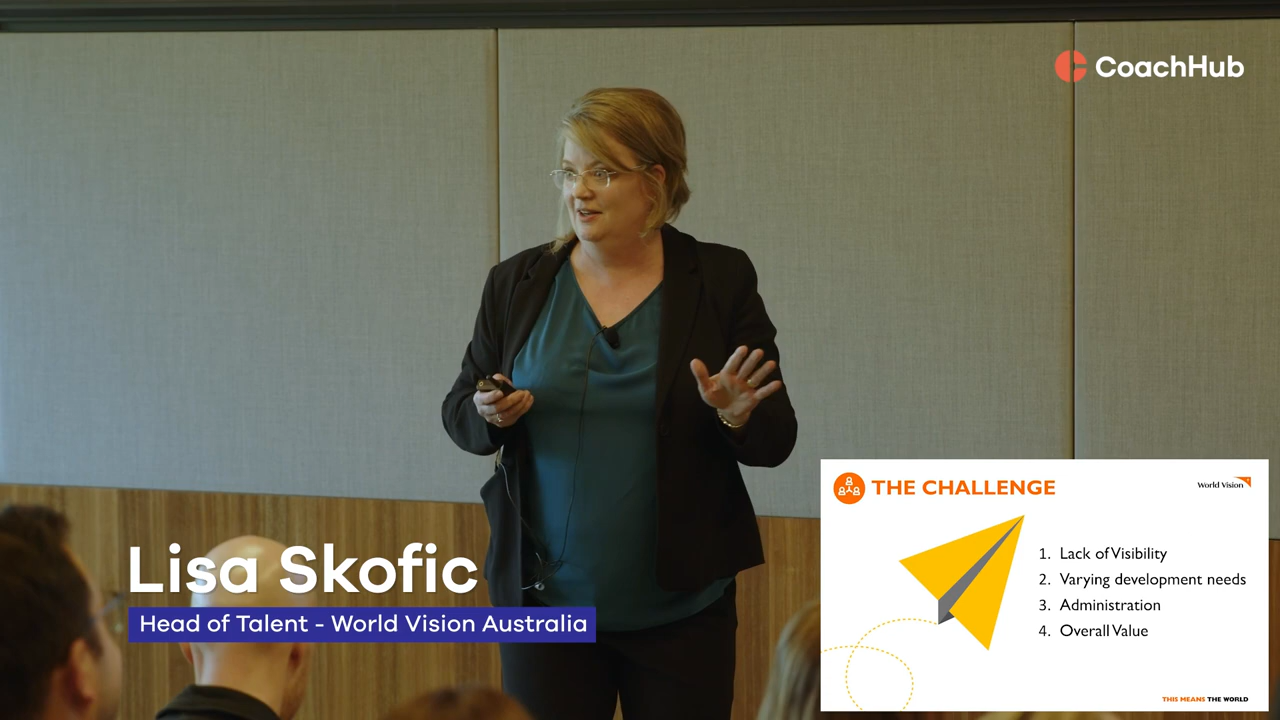 CoachHub
THE CHALLENGE
World Vision
1. Lack of Visibility
2. Varying development needs
3. Administration
4. Overall Value
THIS MEANS THE WORLD
Lisa Skofic
Head of Talent - World Vision Australia